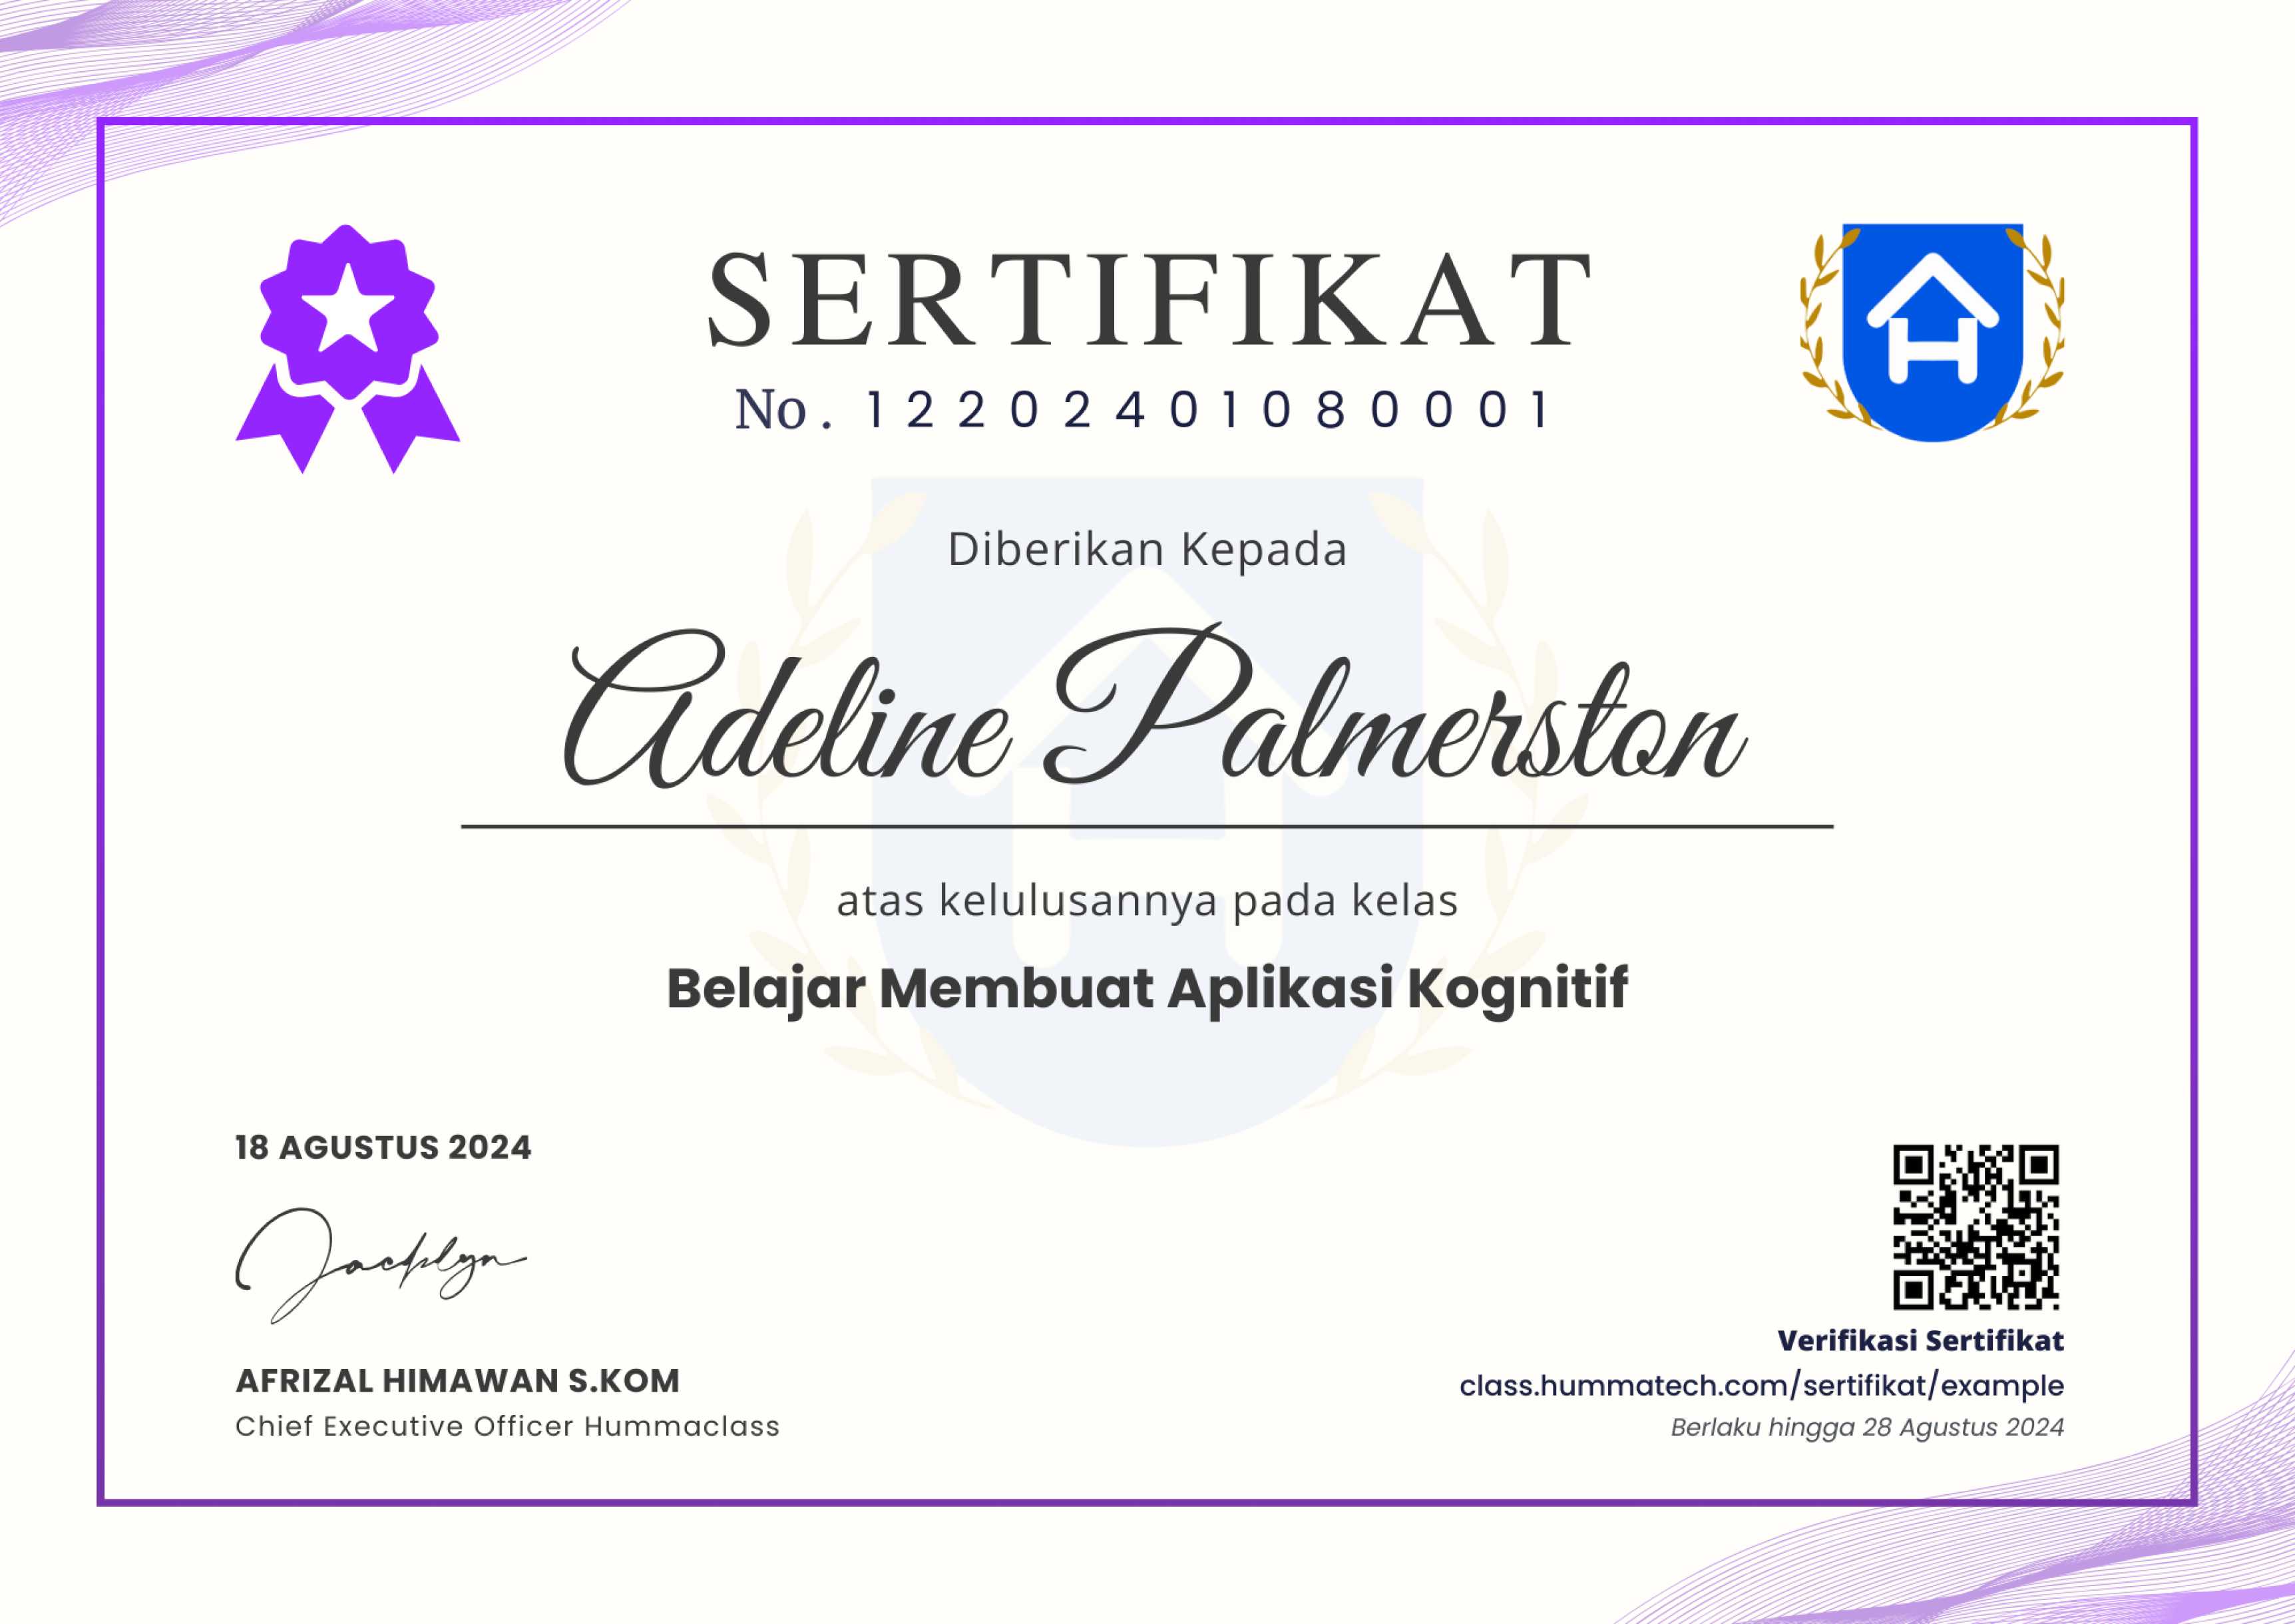 SERTIFIKAT
No. 12202401080001
Diberikan Kepada
Adeline Palmerston
atas kelulusannya pada kelas
Belajar Membuat Aplikasi Kognitif
18 AGUSTUS 2024
Jacklyn
AFRIZAL HIMAWAN S.KOM
Chief Executive Officer Hummaclass
Verifikasi Sertifikat
class.hummatech.com/sertifikat/example
Berlaku hingga 28 Agustus 2024